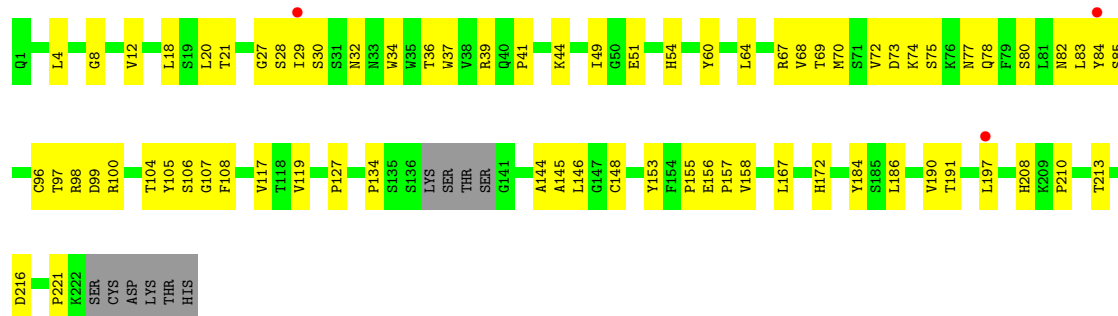 Q1 L4 G8 V12 L18 S19 L20 T21 G27 S28 I29 S30 S31 N32 N33 W34 W35 T36 W37 V38 R39 Q40 P41 K44 I49 G50 E51 H54 Y60 L64 R67 V68 T69 M70 S71 V72 D73 K74 S75 K76 N77 Q78 F79 S80 L81 N82 L83 Y84 S85
C96 T97 R98 D99 R100 T104 Y105 S106 G107 F108 V117 T118 V119 P127 P134 S135 S136 LYS SER THR SER G141 A144 A145 L146 G147 C148 Y153 F154 P155 E156 P157 V158 L167 H172 Y184 S185 L186 V190 T191 L197 H208 K209 P210 T213
D216 P221 K222 SER CYS ASP LYS THR HIS